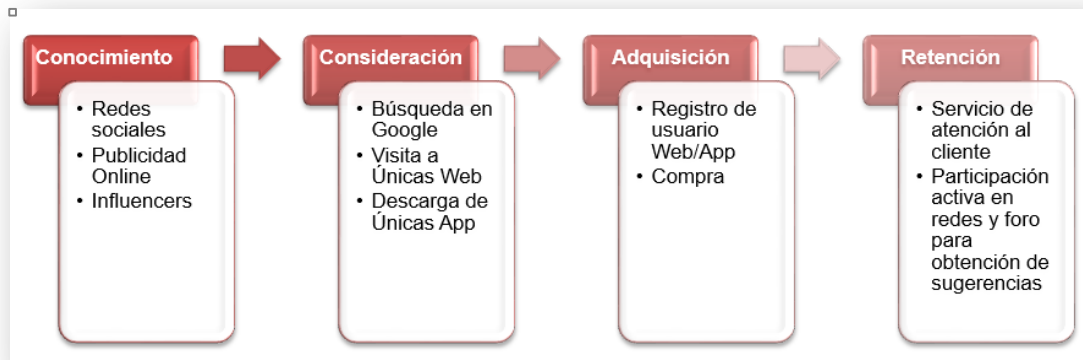 Conocimiento
• Redes
sociales
• Publicidad
Online
• Influencers
Consideración
• Búsqueda en
Google
• Visita a
Únicas Web
• Descarga de
Únicas App
Adquisición
• Registro de
usuario
Web/App
• Compra
Retención
• Servicio de
atención al
cliente
• Participación
activa en
redes y foro
para
obtención de
sugerencias